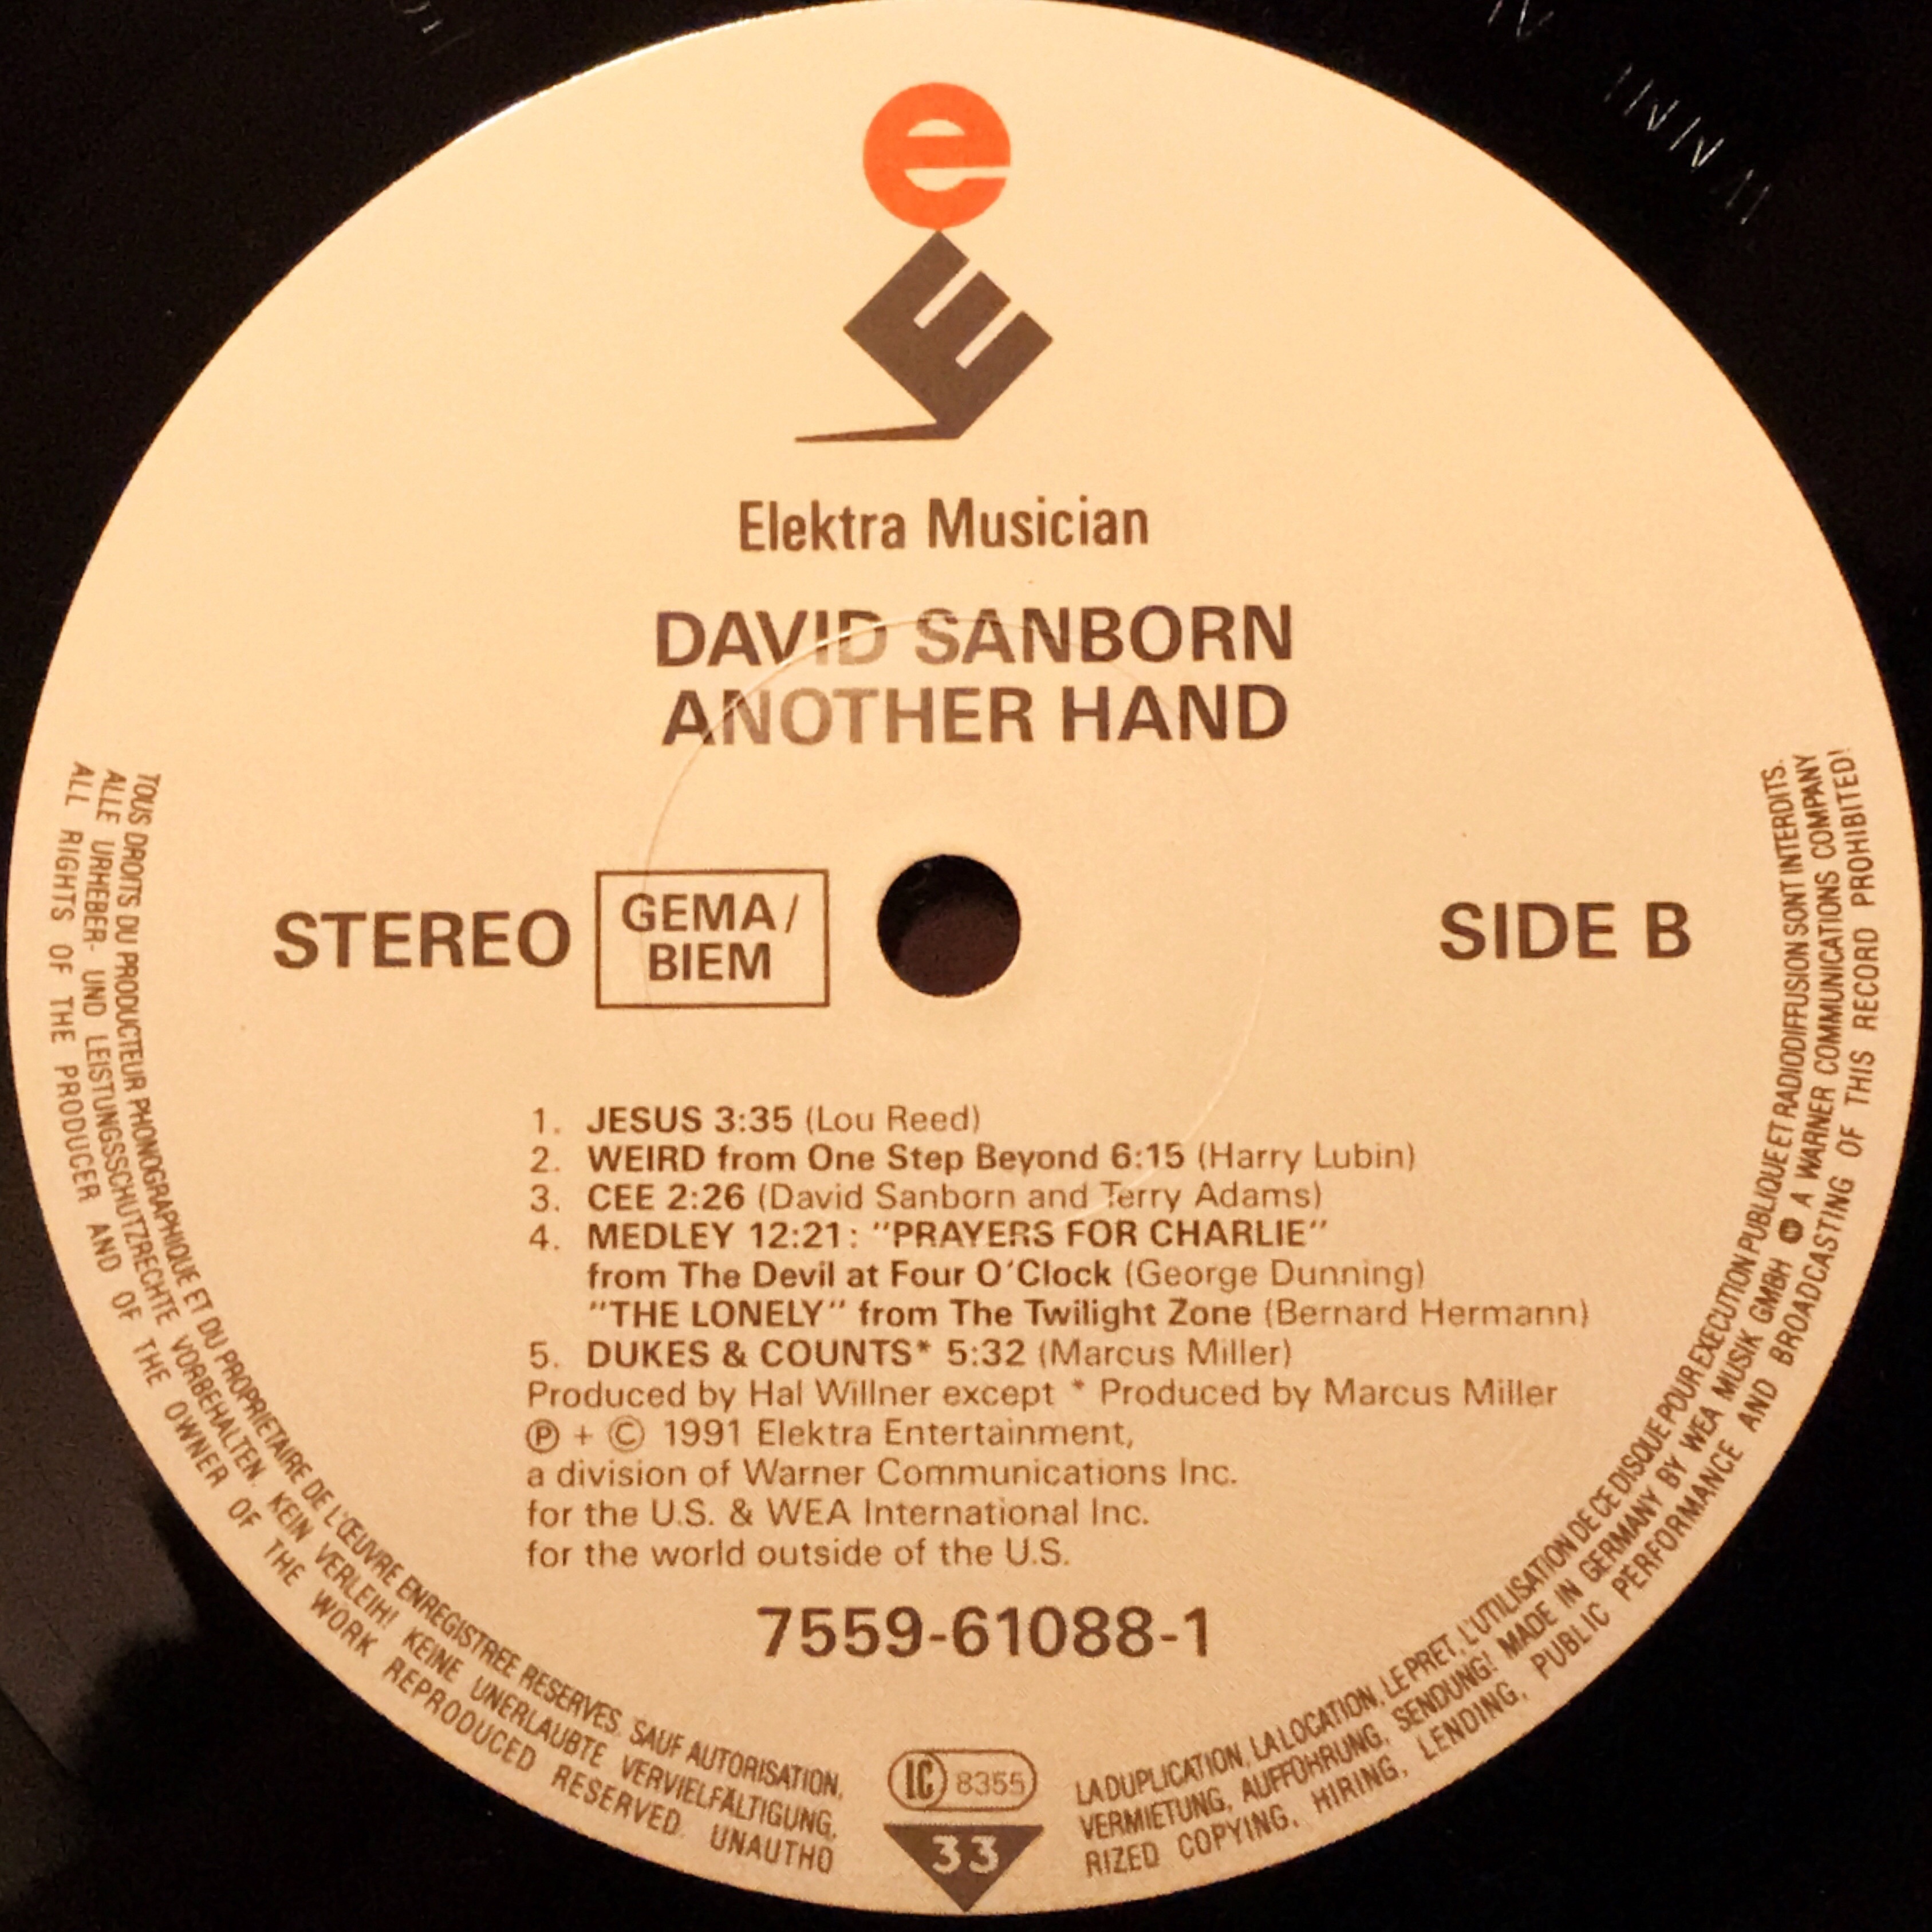 e
E
Elektra Musician
DAVID SANBORN
ANOTHER HAND
STEREO
GEMA/
BIEM
SIDE B
1. JESUS 3:35 (Lou Reed)
2. WEIRD from One Step Beyond 6:15 (Harry Lubin)
3. CEE 2:26 (David Sanborn and Terry Adams)
4. MEDLEY 12:21: "PRAYERS FOR CHARLIE"
from The Devil at Four O'Clock (George Dunning)
"THE LONELY" from The Twilight Zone (Bernard Hermann)
5. DUKES & COUNTS* 5:32 (Marcus Miller)
Produced by Hal Willner except * Produced by Marcus Miller
℗ + © 1991 Elektra Entertainment,
a division of Warner Communications Inc.
for the U.S. & WEA International Inc.
for the world outside of the U.S.
7559-61088-1
TOUS DROITS DU PRODUCTEUR PHONOGRAPHIQUE ET DU PROPRIETAIRE DE L'ŒUVRE ENREGISTREE RESERVES. SAUF AUTORISATION,
LA DUPLICATION, LA LOCATION, LE PRET, L'UTILISATION DE CE DISQUE POUR EXECUTION PUBLIQUE ET RADIODIFFUSION SONT INTERDITS.
ALLE URHEBER- UND LEISTUNGSSCHUTZRECHTE VORBEHALTEN. KEIN VERLEIH! KEINE UNERLAUBTE VERVIELFÄLTIGUNG,
VERMIETUNG, AUFFÜHRUNG, SENDUNG! MADE IN GERMANY BY WEA MUSIK GMBH A WARNER COMMUNICATIONS COMPANY
ALL RIGHTS OF THE PRODUCER AND OF THE OWNER OF THE WORK REPRODUCED RESERVED. UNAUTHO
RIZED COPYING, HIRING, LENDING, PUBLIC PERFORMANCE AND BROADCASTING OF THIS RECORD PROHIBITED!
LC 8355
33